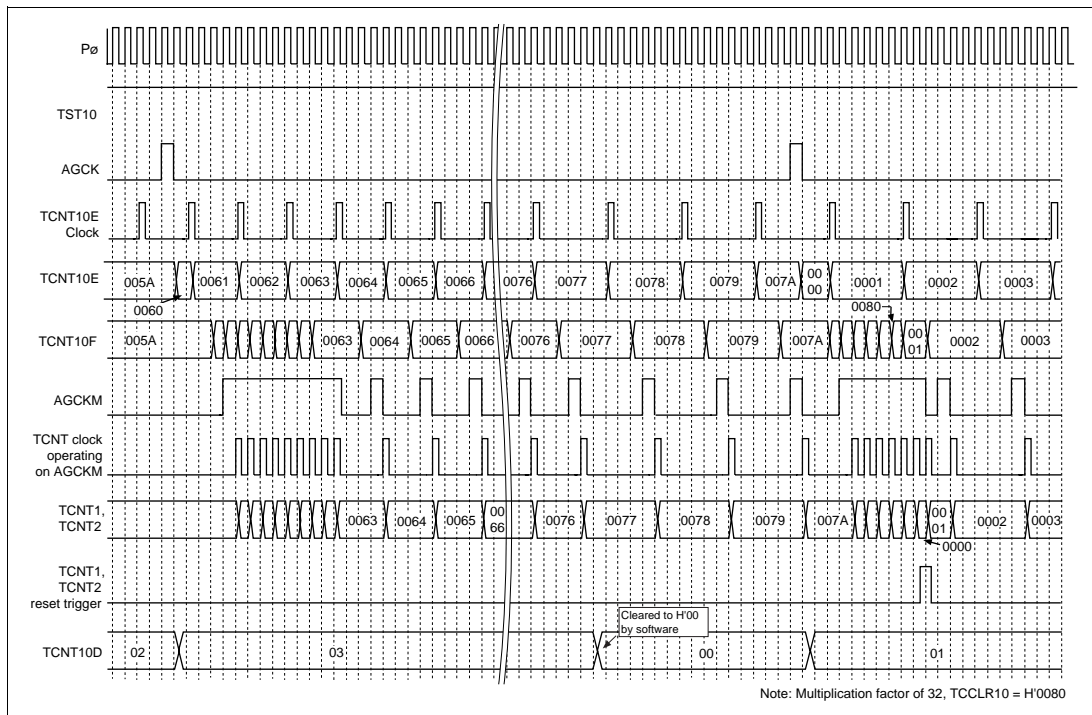 Pø
TST10
AGCK
TCNT10E
Clock
TCNT10E
005A
0061
0062
0063
0064
0065
0066
0076
0077
0078
0079
007A
00
00
0001
0002
0003
0060
0080
TCNT10F
005A
0063
0064
0065
0066
0076
0077
0078
0079
007A
00
01
0002
0003
AGCKM
TCNT clock
operating
on AGCKM
TCNT1,
TCNT2
0063
0064
0065
00
66
0076
0077
0078
0079
007A
00
01
0002
0003
0000
TCNT1,
TCNT2
reset trigger
Cleared to H'00
by software
TCNT10D
02
03
00
01
Note: Multiplication factor of 32, TCCLR10 = H'0080